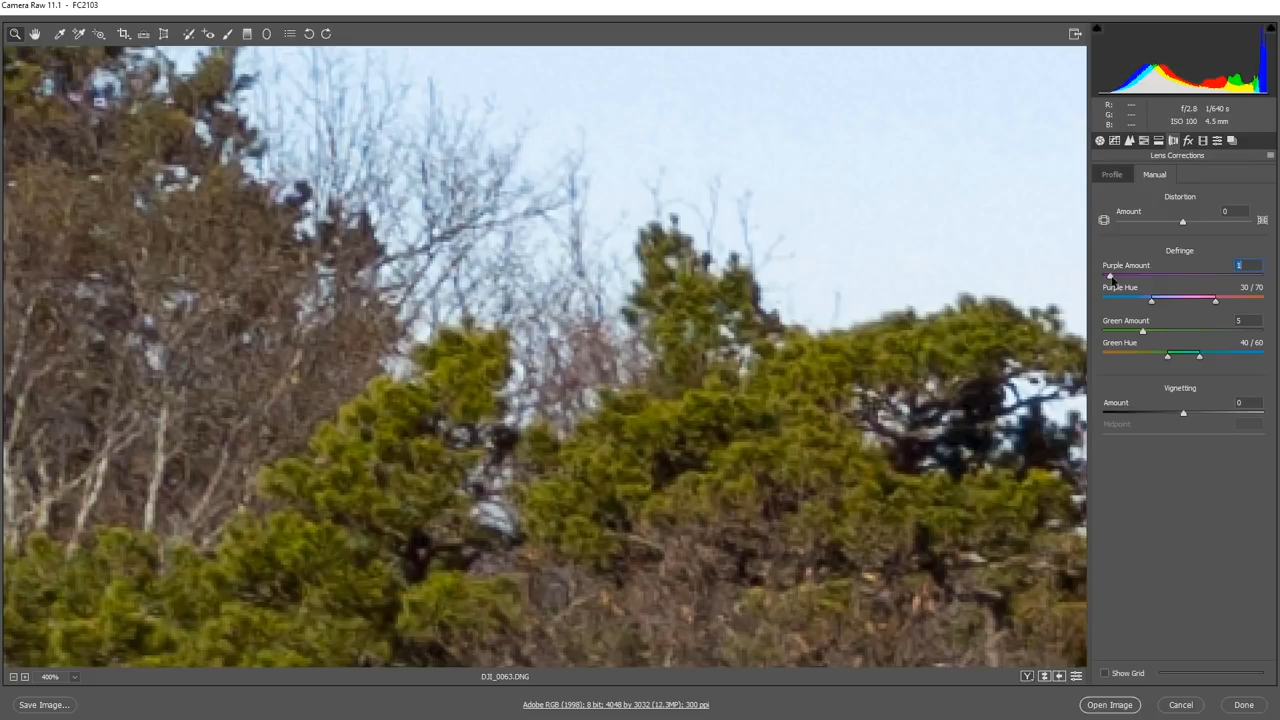 Camera Raw 11.1 - FC2103
R: ---
G: ---
B: ---
f/2.8 1/640 s
ISO 100 4.5 mm
fx
Lens Corrections
Profile Manual
Distortion
Amount 0
Defringe
Purple Amount 1
Purple Hue 30 / 70
Green Amount 5
Green Hue 40 / 60
Vignetting
Amount 0
Midpoint
400% DJI_0063.DNG Y Show Grid
Save Image... Adobe RGB (1998); 8 bit; 4048 by 3032 (12.3MP); 300 ppi Open Image Cancel Done